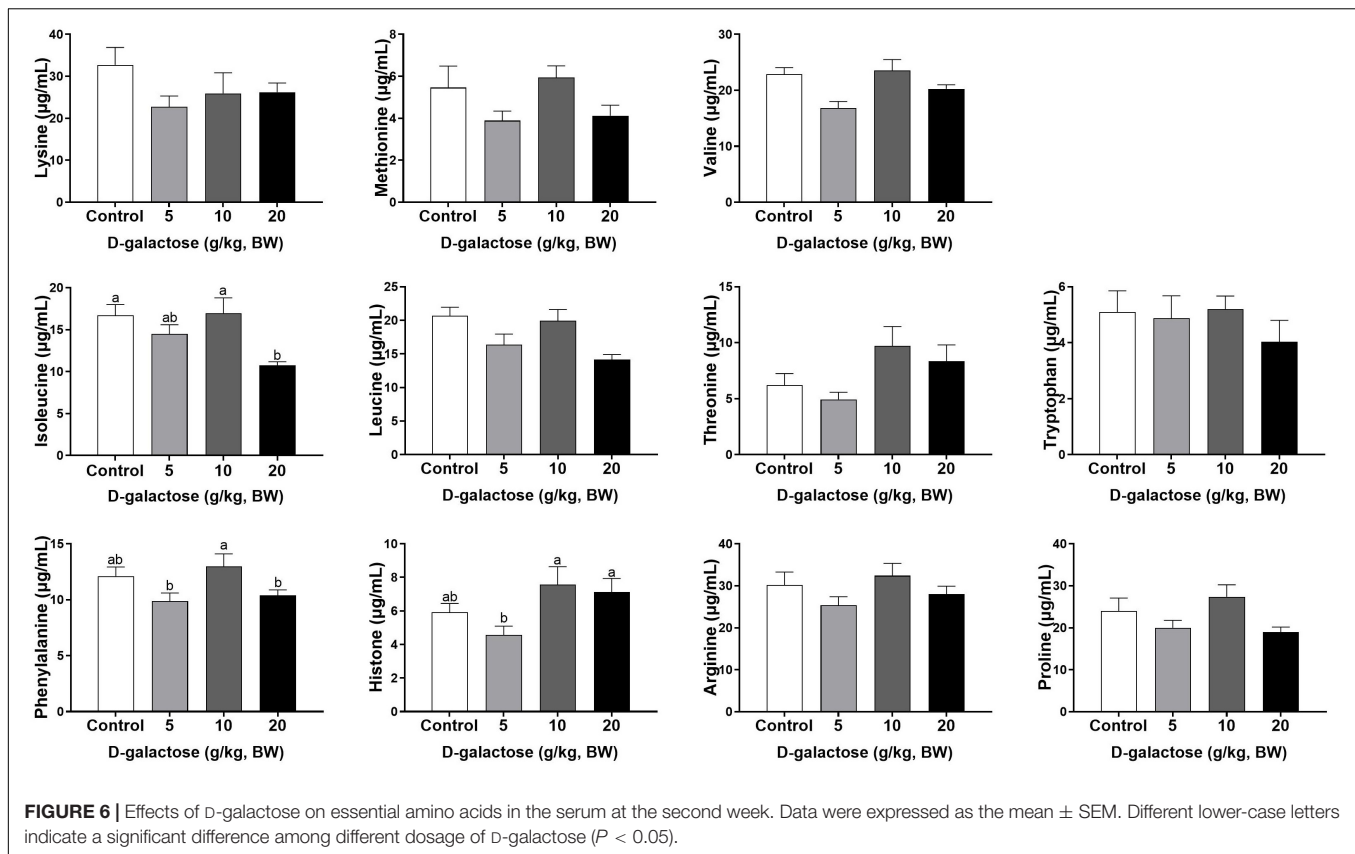 Lysine (µg/mL)
40
30
20
10
0
Control 5 10 20
D-galactose (g/kg, BW)
Methionine (µg/mL)
8
6
4
2
0
Control 5 10 20
D-galactose (g/kg, BW)
Valine (µg/mL)
30
20
10
0
Control 5 10 20
D-galactose (g/kg, BW)
Isoleucine (µg/mL)
20
15
10
5
0
a ab a b
Control 5 10 20
D-galactose (g/kg, BW)
Leucine (µg/mL)
25
20
15
10
5
0
Control 5 10 20
D-galactose (g/kg, BW)
Threonine (µg/mL)
15
10
5
0
Control 5 10 20
D-galactose (g/kg, BW)
Tryptophan (µg/mL)
6
4
2
0
Control 5 10 20
D-galactose (g/kg, BW)
Phenylalanine (µg/mL)
15
10
5
0
ab b a b
Control 5 10 20
D-galactose (g/kg, BW)
Histone (µg/mL)
10
8
6
4
2
0
ab b a a
Control 5 10 20
D-galactose (g/kg, BW)
Arginine (µg/mL)
40
30
20
10
0
Control 5 10 20
D-galactose (g/kg, BW)
Proline (µg/mL)
40
30
20
10
0
Control 5 10 20
D-galactose (g/kg, BW)
FIGURE 6 | Effects of D-galactose on essential amino acids in the serum at the second week. Data were expressed as the mean ± SEM. Different lower-case letters
indicate a significant difference among different dosage of D-galactose (P < 0.05).